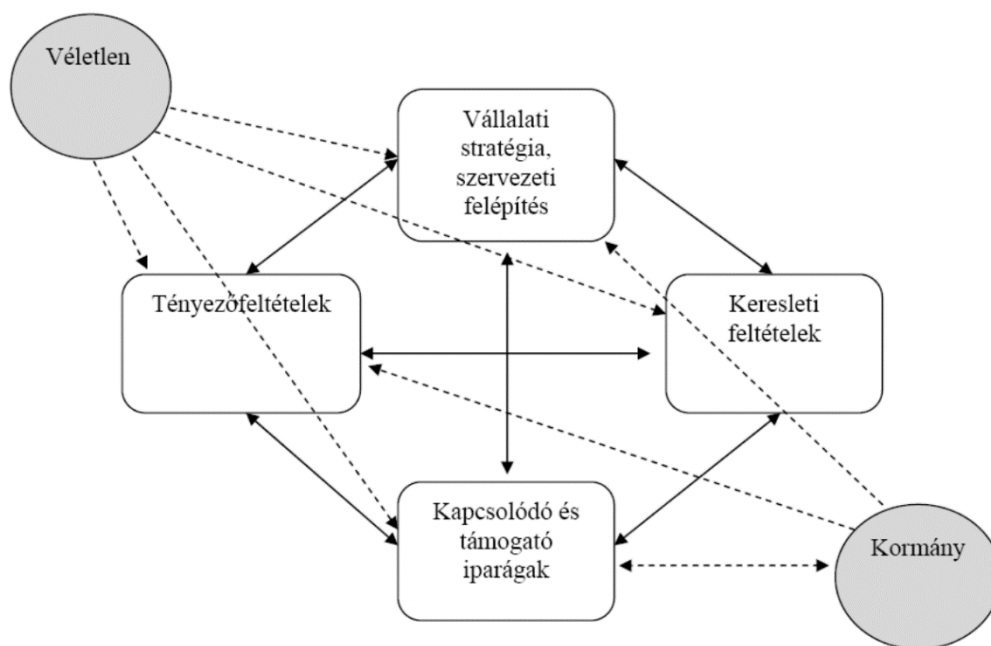 Véletlen
Vállalati
stratégia,
szervezeti
felépítés
Tényezőfeltételek
Keresleti
feltételek
Kapcsolódó és
támogató
iparágak
Kormány